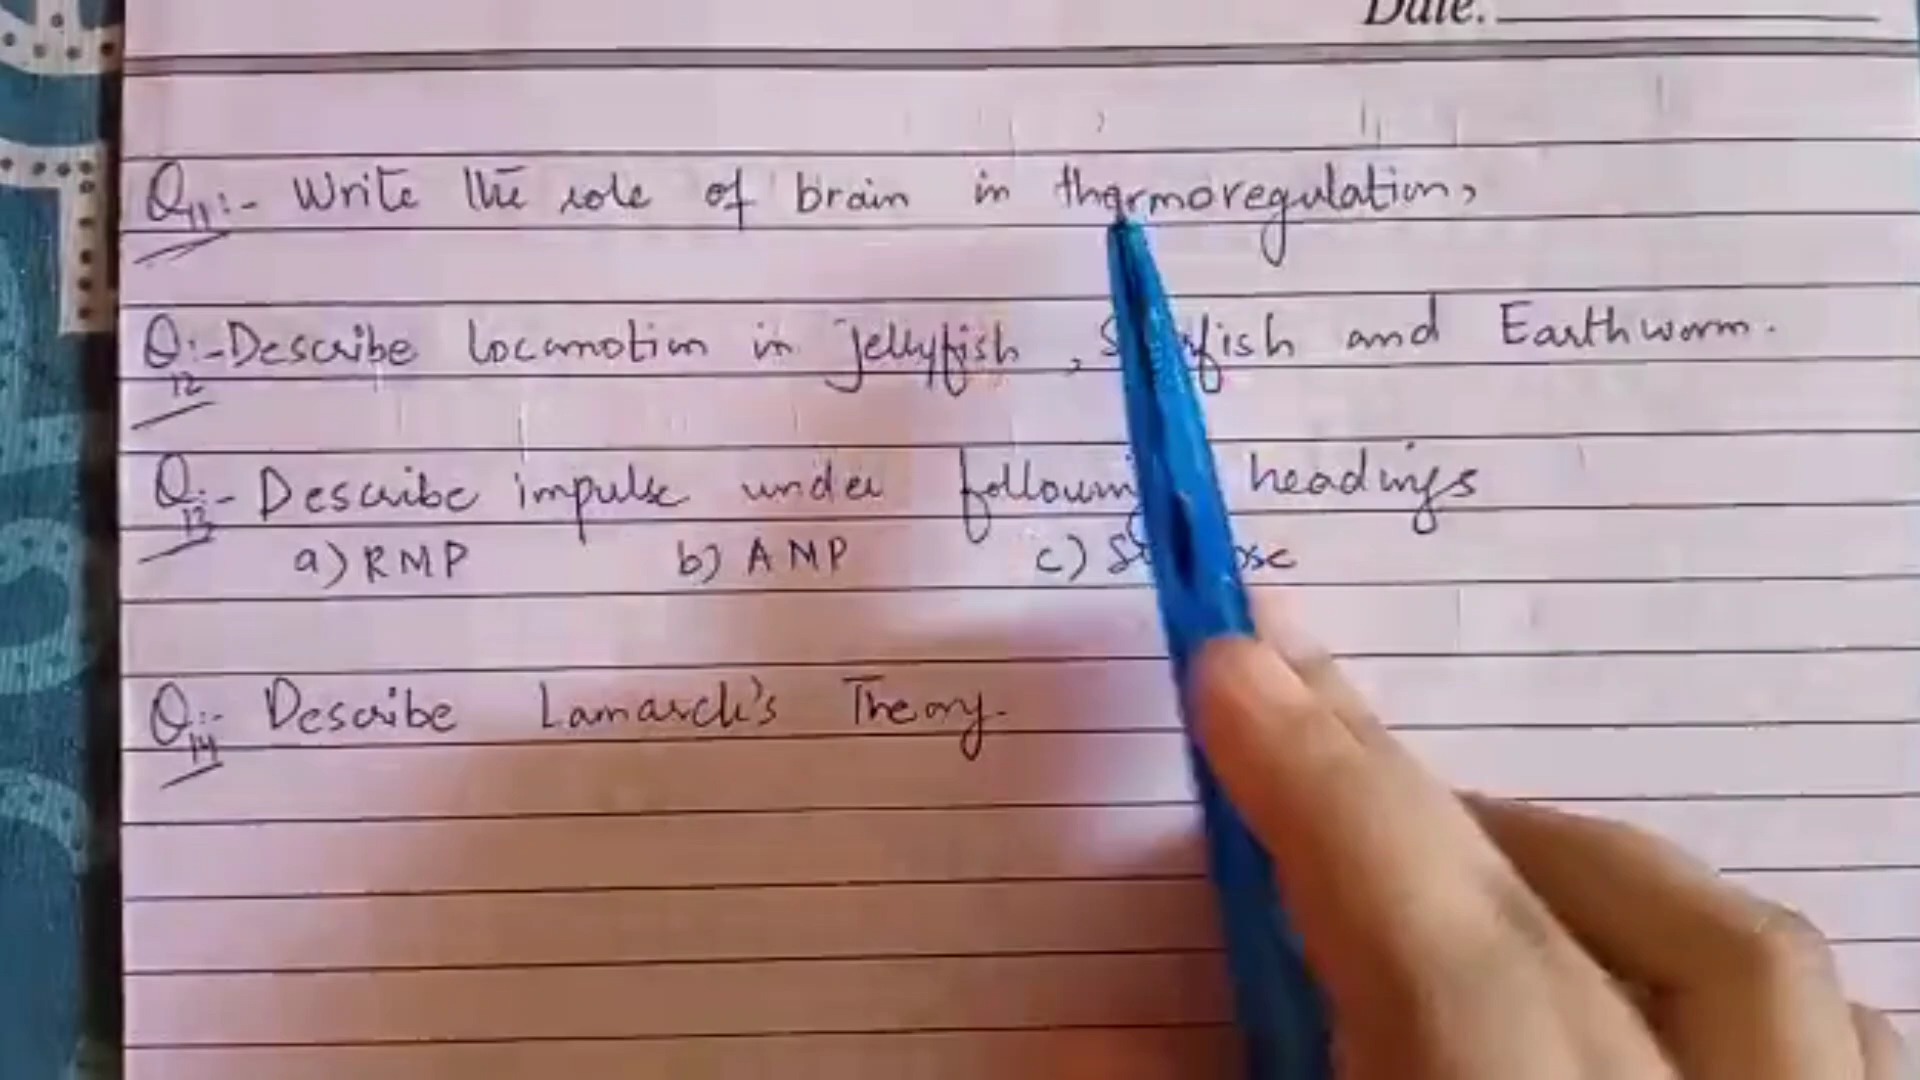 Date.
Q11:- Write the role of brain in thermoregulation,
Q12:- Describe locomotion in jellyfish, and Earthworm.
Q13:- Describe impulse under following headings
a) RMP b) AMP c)
Q14:- Describe Lamarck's Theory.